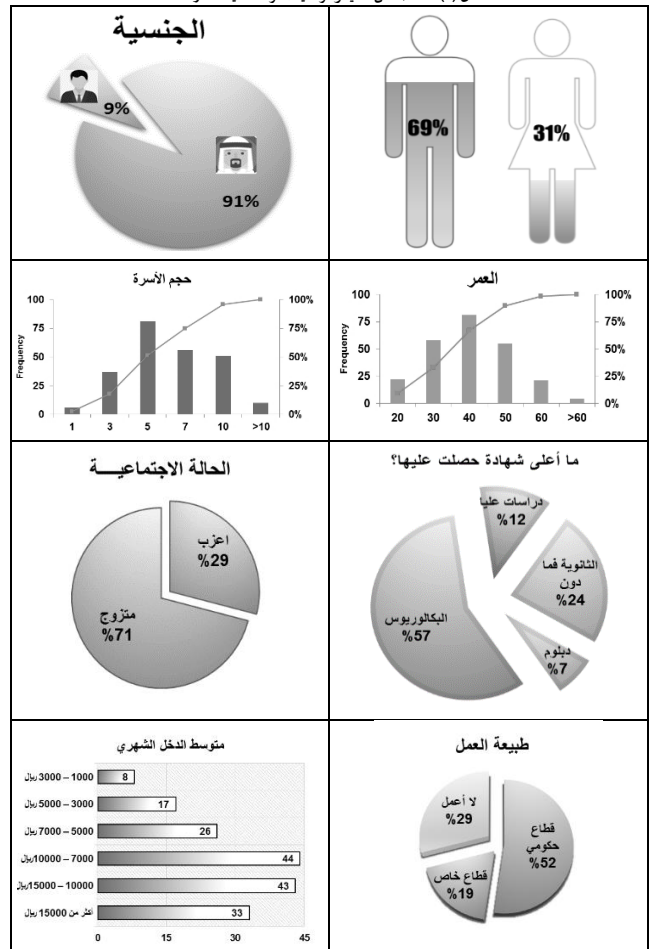 69%
31%
الجنسية
9%
91%
العمر
100
75
50
25
0
Frequency
100%
75%
50%
25%
0%
20 30 40 50 60 >60
حجم الأسرة
100
75
50
25
0
Frequency
100%
75%
50%
25%
0%
1 3 5 7 10 >10
ما أعلى شهادة حصلت عليها؟
دراسات عليا
%12
الثانوية فما
دون
%24
دبلوم
%7
البكالوريوس
%57
الحالة الاجتماعيـــة
اعزب
%29
متزوج
%71
طبيعة العمل
لا أعمل
%29
قطاع
حكومي
%52
قطاع خاص
%19
متوسط الدخل الشهري
1000 – 3000 ريال 8
3000 – 5000 ريال 17
5000 – 7000 ريال 26
7000 – 10000 ريال 44
10000 – 15000 ريال 43
أكثر من 15000 ريال 33
0 15 30 45